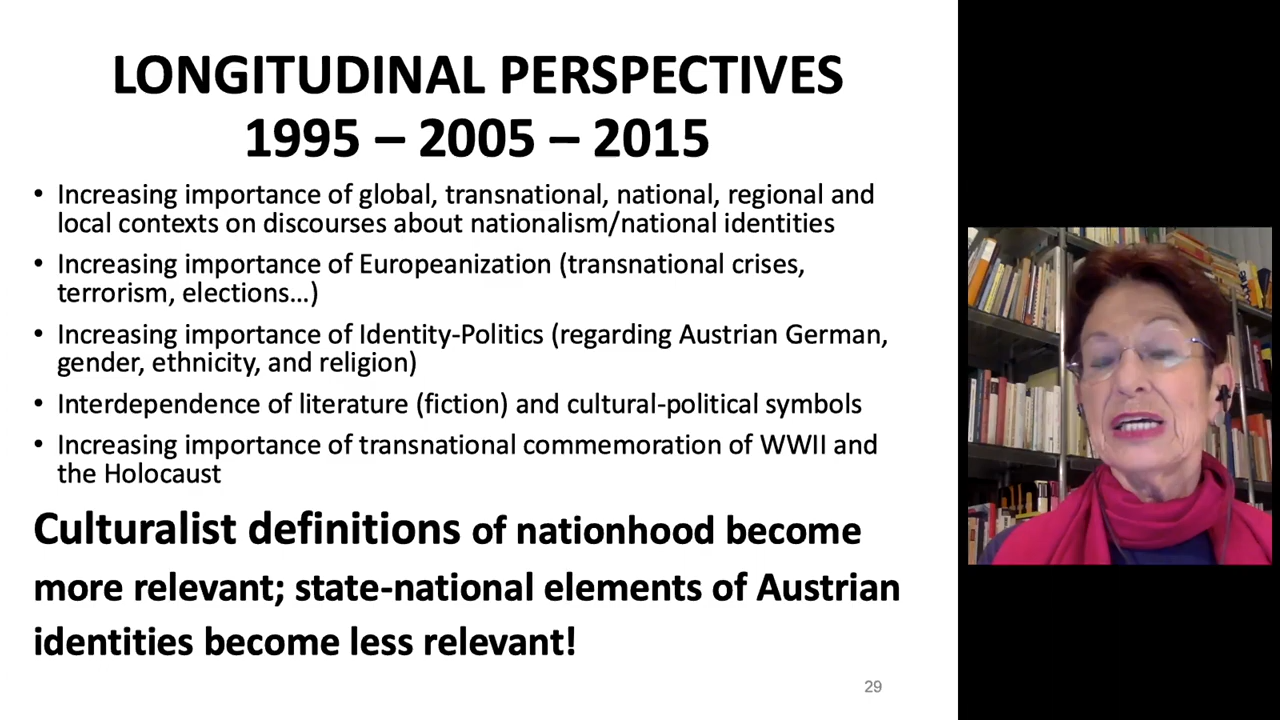 LONGITUDINAL PERSPECTIVES
1995 – 2005 – 2015
• Increasing importance of global, transnational, national, regional and
local contexts on discourses about nationalism/national identities
• Increasing importance of Europeanization (transnational crises,
terrorism, elections…)
• Increasing importance of Identity-Politics (regarding Austrian German,
gender, ethnicity, and religion)
• Interdependence of literature (fiction) and cultural-political symbols
• Increasing importance of transnational commemoration of WWII and
the Holocaust
Culturalist definitions of nationhood become
more relevant; state-national elements of Austrian
identities become less relevant!
29